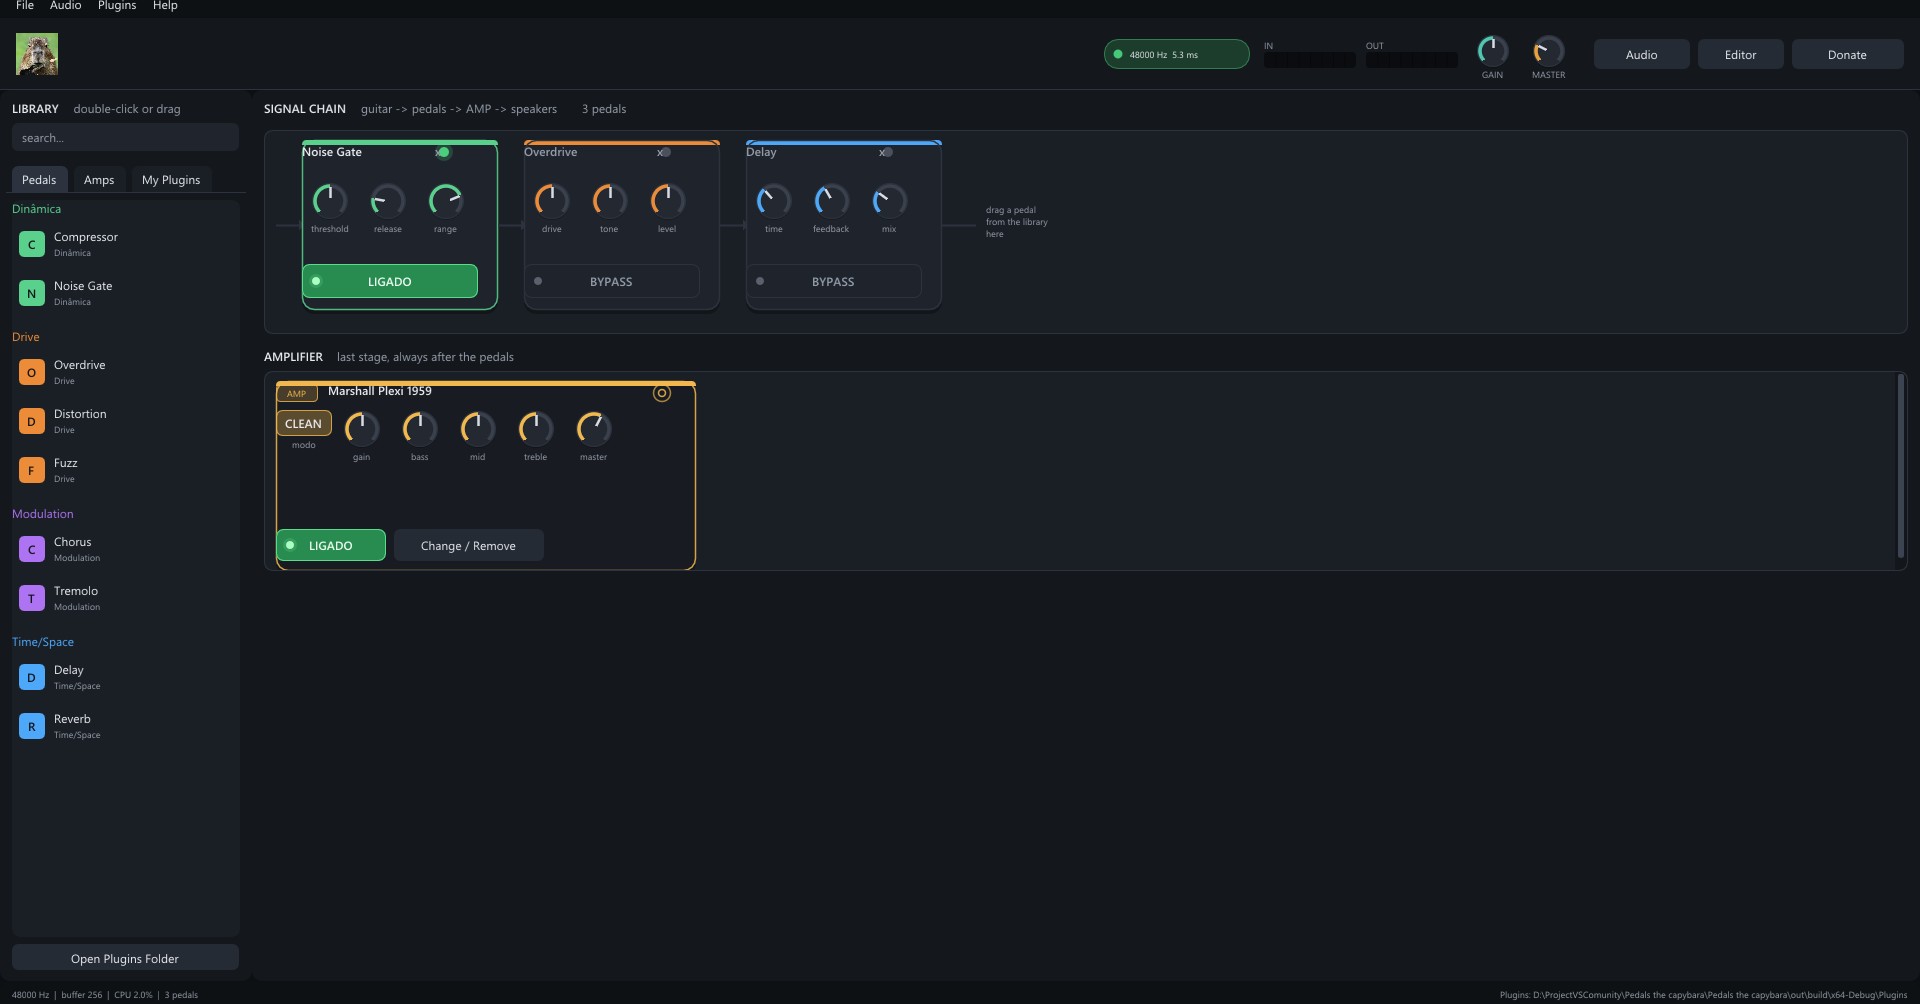 File Audio Plugins Help
48000 Hz 5.3 ms
IN
OUT
GAIN
MASTER
Audio
Editor
Donate
LIBRARY double-click or drag
search...
Pedals Amps My Plugins
Dinâmica
C Compressor
Dinâmica
N Noise Gate
Dinâmica
Drive
O Overdrive
Drive
D Distortion
Drive
F Fuzz
Drive
Modulation
C Chorus
Modulation
T Tremolo
Modulation
Time/Space
D Delay
Time/Space
R Reverb
Time/Space
Open Plugins Folder
SIGNAL CHAIN guitar -> pedals -> AMP -> speakers 3 pedals
Noise Gate x
threshold release range
LIGADO
Overdrive x
drive tone level
BYPASS
Delay x
time feedback mix
BYPASS
drag a pedal
from the library
here
AMPLIFIER last stage, always after the pedals
AMP Marshall Plexi 1959
CLEAN
modo gain bass mid treble master
LIGADO Change / Remove
48000 Hz | buffer 256 | CPU 2.0% | 3 pedals
Plugins: D:\ProjectVSComunity\Pedals the capybara\Pedals the capybara\out\build\x64-Debug\Plugins